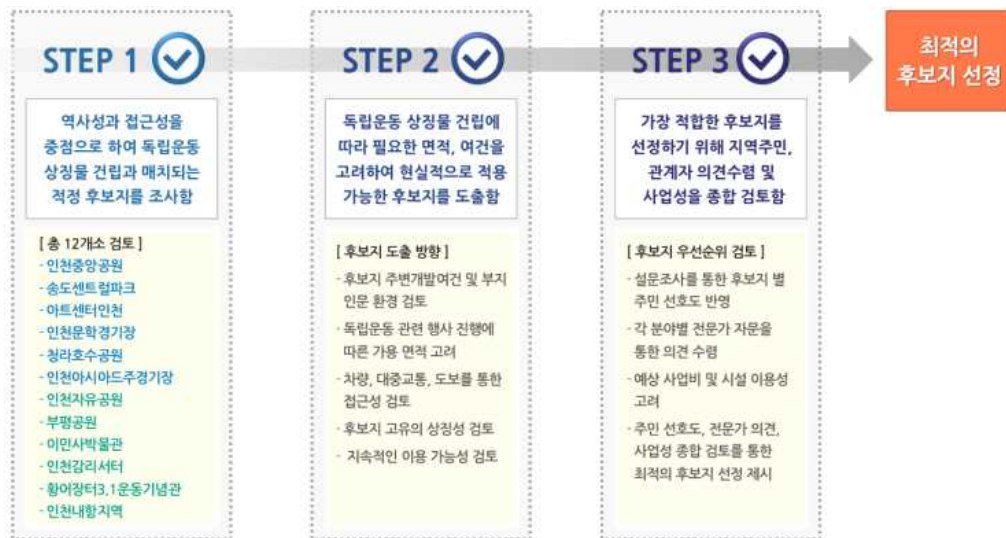 STEP 1
역사성과 접근성을
중점으로 하여 독립운동
상징물 건립과 매치되는
적정 후보지를 조사함
[ 총 12개소 검토 ]
- 인천중앙공원
- 송도센트럴파크
- 아트센터인천
- 인천문학경기장
- 청라호수공원
- 인천아시아드주경기장
- 인천자유공원
- 부평공원
- 이민사박물관
- 인천감리서터
- 황어장터3.1운동기념관
- 인천내항지역
STEP 2
독립운동 상징물 건립에
따라 필요한 면적, 여건을
고려하여 현실적으로 적용
가능한 후보지를 도출함
[ 후보지 도출 방향 ]
- 후보지 주변개발여건 및 부지
인문 환경 검토
- 독립운동 관련 행사 진행에
따른 가용 면적 고려
- 차량, 대중교통, 도보를 통한
접근성 검토
- 후보지 고유의 상징성 검토
- 지속적인 이용 가능성 검토
STEP 3
가장 적합한 후보지를
선정하기 위해 지역주민,
관계자 의견수렴 및
사업성을 종합 검토함
[ 후보지 우선순위 검토 ]
- 설문조사를 통한 후보지 별
주민 선호도 반영
- 각 분야별 전문가 자문을
통한 의견 수렴
- 예상 사업비 및 시설 이용성
고려
- 주민 선호도, 전문가 의견,
사업성 종합 검토를 통한
최적의 후보지 선정 제시
최적의
후보지 선정